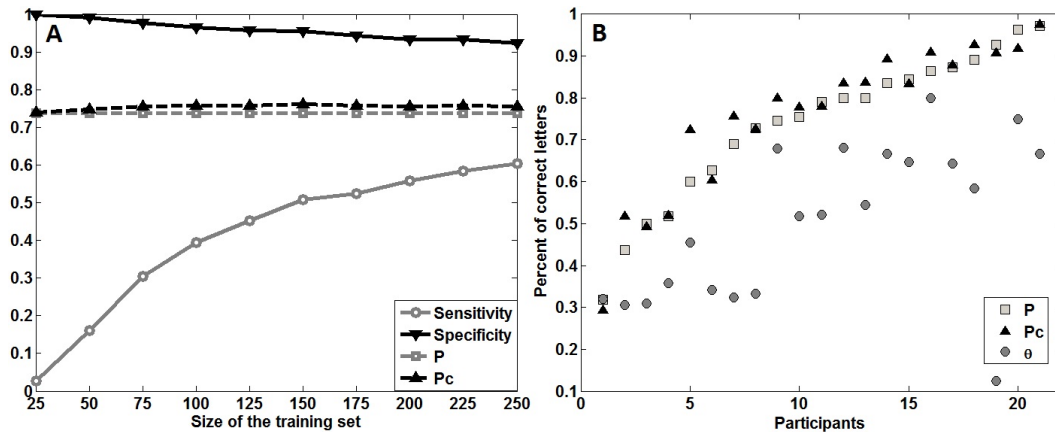 A
1
0.9
0.8
0.7
0.6
0.5
0.4
0.3
0.2
0.1
0
25 50 75 100 125 150 175 200 225 250
Size of the training set
Sensitivity
Specificity
P
Pc
B
Percent of correct letters
1
0.9
0.8
0.7
0.6
0.5
0.4
0.3
0.2
0.1
0 5 10 15 20
Participants
P
Pc
θ